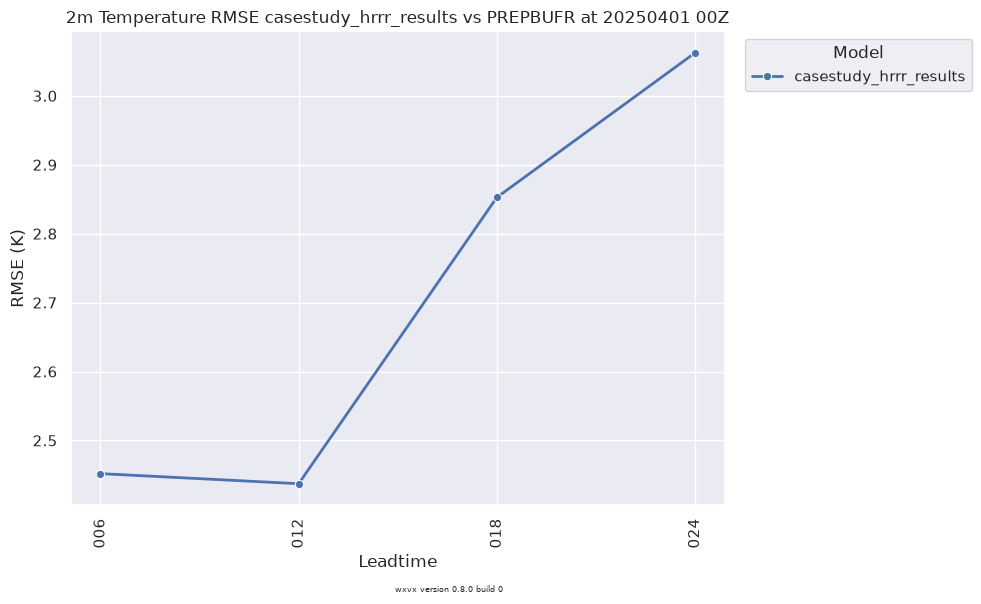 2m Temperature RMSE casestudy_hrrr_results vs PREPBUFR at 20250401 00Z
Model
casestudy_hrrr_results
RMSE (K)
3.0
2.9
2.8
2.7
2.6
2.5
006
012
018
024
Leadtime
wxvx version 0.8.0 build 0